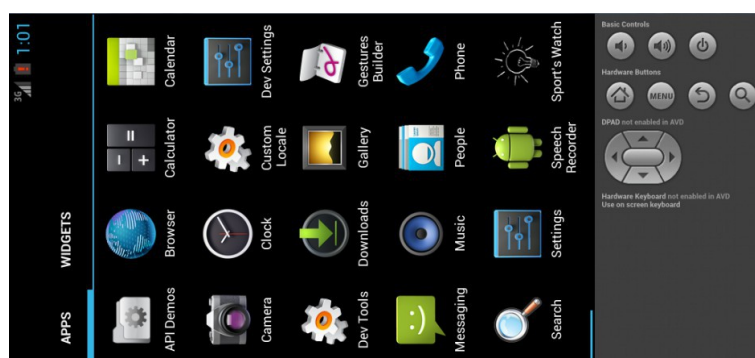 3G 1:01
APPS WIDGETS
API Demos
Browser
Calculator
Calendar
Camera
Clock
Custom
Locale
Dev Settings
Dev Tools
Downloads
Gallery
Gestures
Builder
Messaging
Music
People
Phone
Search
Settings
Speech
Recorder
Sport's Watch
Basic Controls
Hardware Buttons
MENU
DPAD not enabled in AVD
Hardware Keyboard not enabled in AVD
Use on screen keyboard